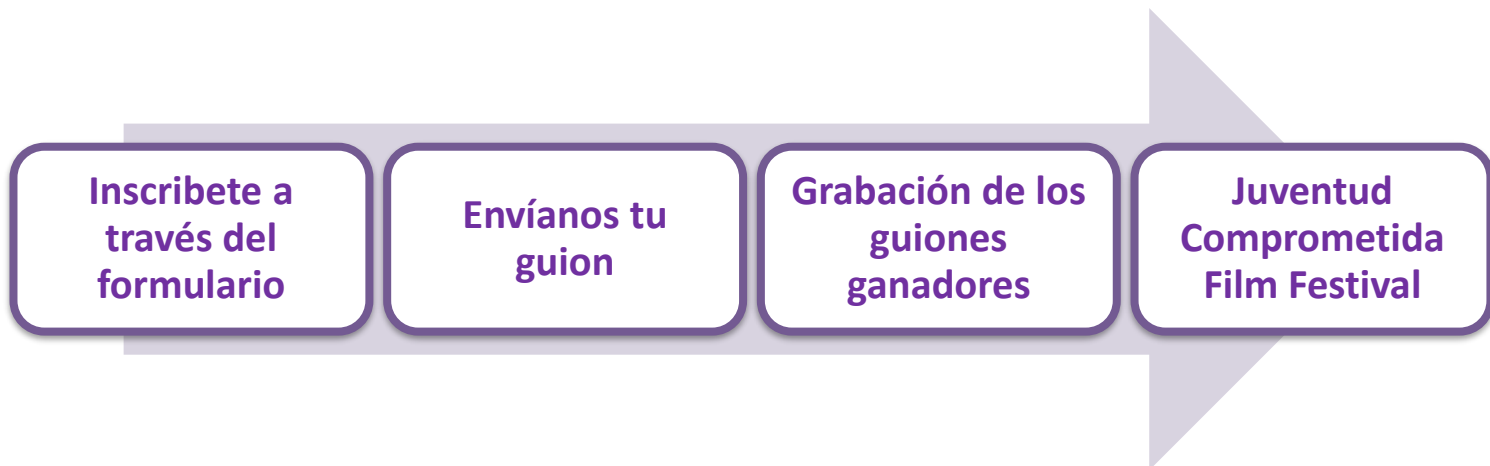 Inscribete a
través del
formulario
Envíanos tu
guion
Grabación de los
guiones
ganadores
Juventud
Comprometida
Film Festival